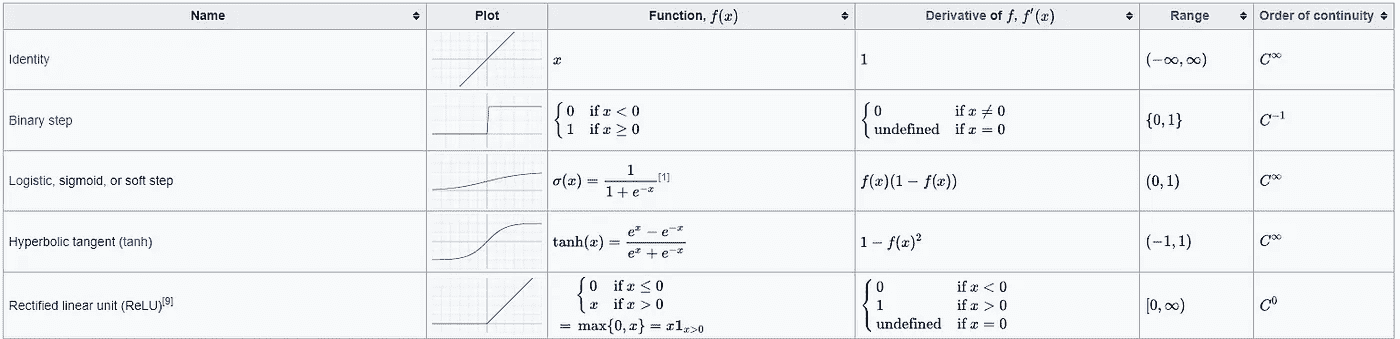 Name Plot Function, f(x) Derivative of f, f′(x) Range Order of continuity
Identity x 1 (−∞, ∞) C^∞
Binary step { 0 if x < 0 { 0 if x ≠ 0 {0, 1} C^−1
1 if x ≥ 0 undefined if x = 0
Logistic, sigmoid, or soft step σ(x) = 1 / (1 + e^−x) [1] f(x)(1 − f(x)) (0, 1) C^∞
Hyperbolic tangent (tanh) tanh(x) = (e^x − e^−x) / (e^x + e^−x) 1 − f(x)^2 (−1, 1) C^∞
Rectified linear unit (ReLU)[9] { 0 if x ≤ 0 { 0 if x < 0 [0, ∞) C^0
x if x > 0 1 if x > 0
= max{0, x} = x1_x>0 undefined if x = 0